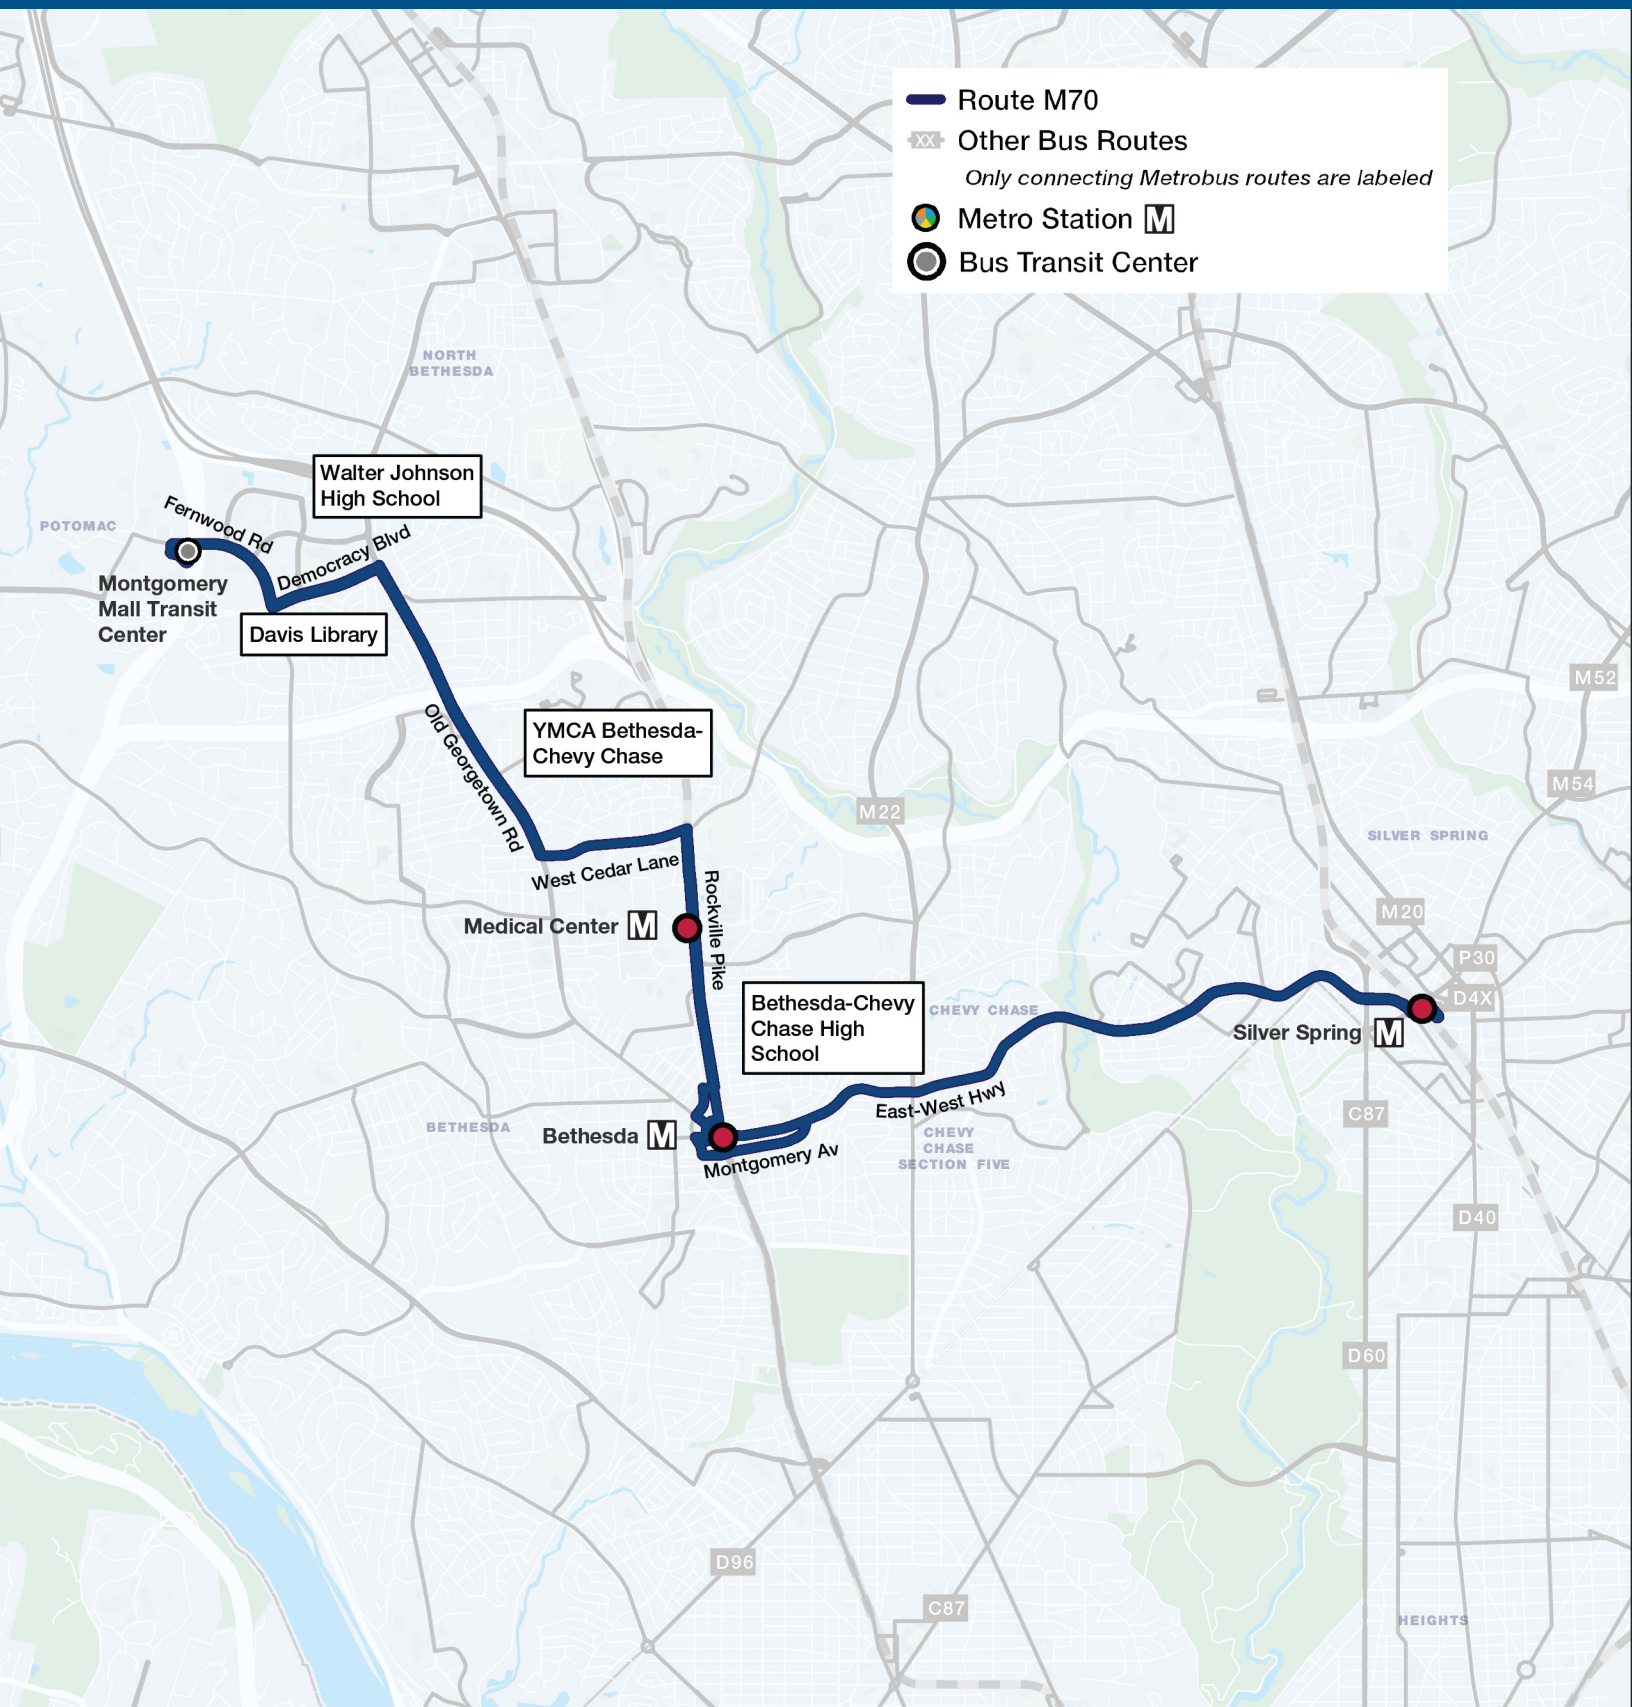 Route M70
XX
Other Bus Routes
Only connecting Metrobus routes are labeled
Metro Station M
Bus Transit Center
NORTH
BETHESDA
Walter Johnson
High School
POTOMAC
Fernwood Rd
Democracy Blvd
Montgomery
Mall Transit
Center
Davis Library
M52
Old Georgetown Rd
YMCA Bethesda-
Chevy Chase
M54
M22
SILVER SPRING
West Cedar Lane
Rockville Pike
M20
Medical Center M
P30
D4X
Bethesda-Chevy
Chase High
School
CHEVY CHASE
Silver Spring M
East-West Hwy
C87
BETHESDA
Bethesda M
CHEVY
CHASE
SECTION FIVE
Montgomery Av
D40
D60
D96
C87
HEIGHTS